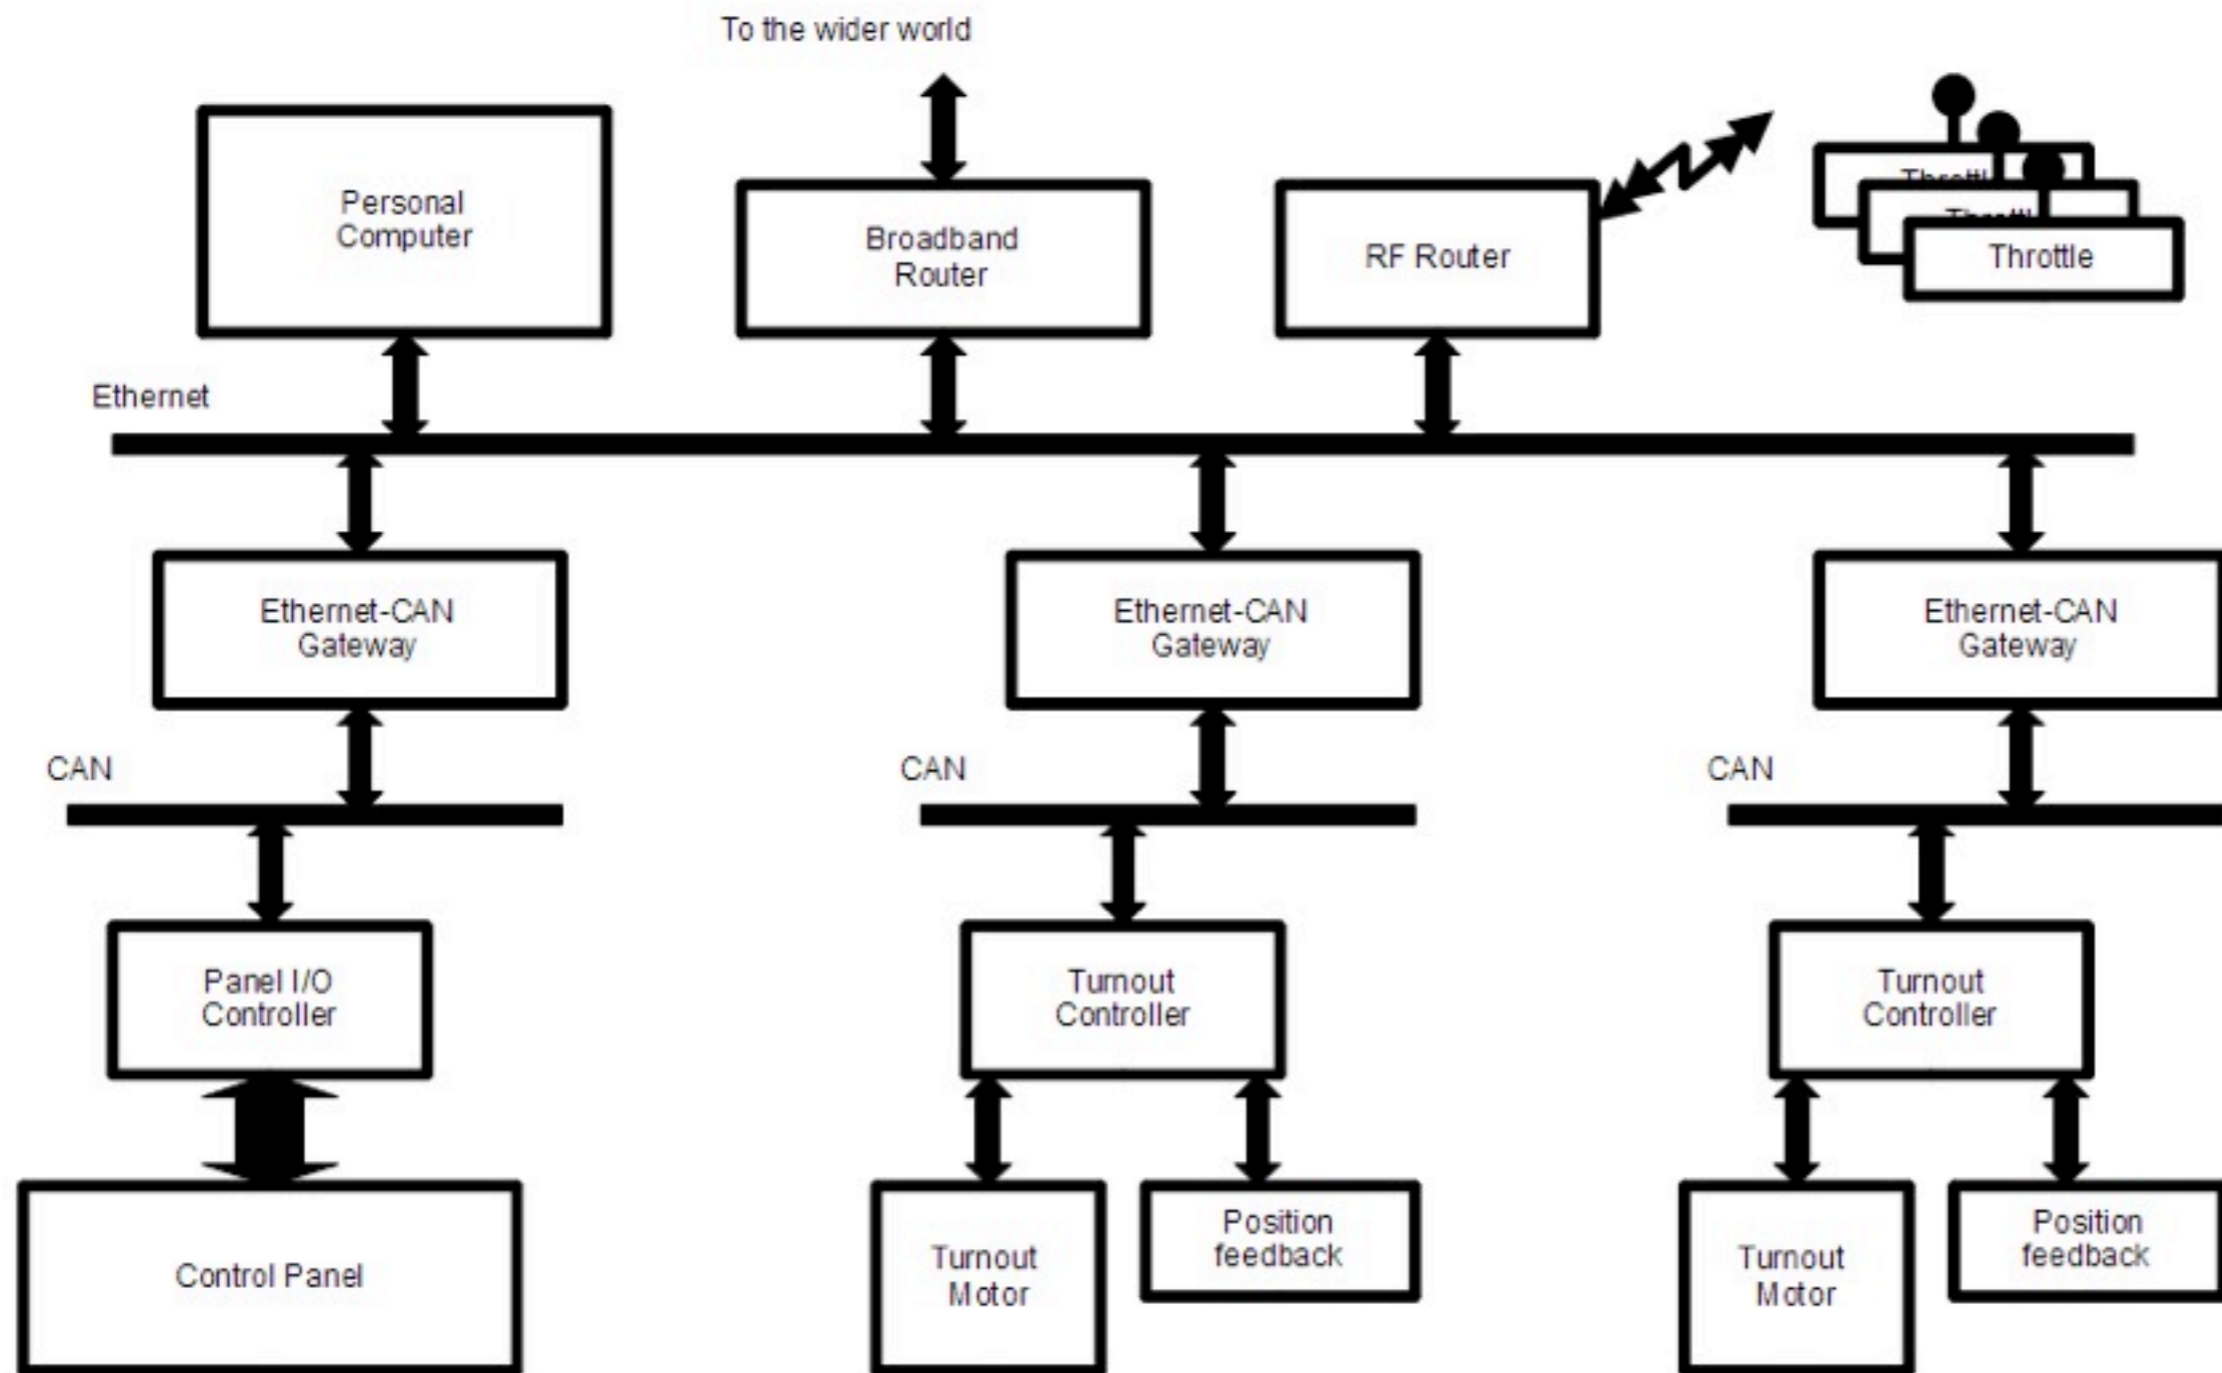 To the wider world
Personal
Computer
Broadband
Router
RF Router
Throttle
Ethernet
Ethernet-CAN
Gateway
Ethernet-CAN
Gateway
Ethernet-CAN
Gateway
CAN
CAN
CAN
Panel I/O
Controller
Turnout
Controller
Turnout
Controller
Control Panel
Turnout
Motor
Position
feedback
Turnout
Motor
Position
feedback